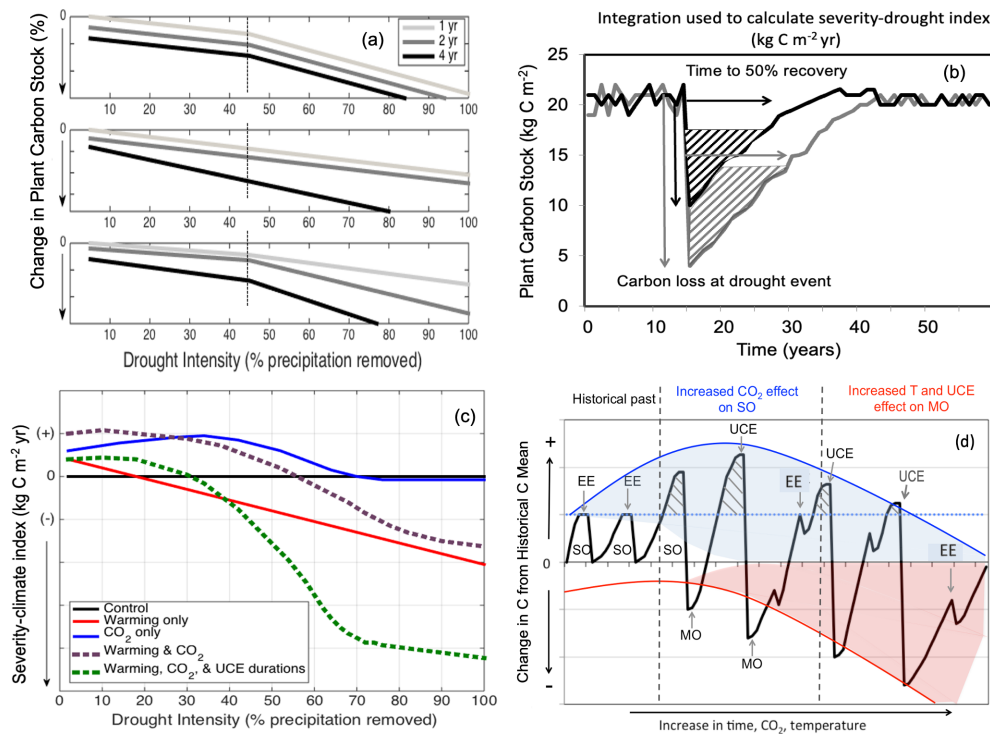 Change in Plant Carbon Stock (%)
(a)
1 yr
2 yr
4 yr
0
10 20 30 40 50 60 70 80 90 100
0
10 20 30 40 50 60 70 80 90 100
0
10 20 30 40 50 60 70 80 90 100
Drought Intensity (% precipitation removed)
Integration used to calculate severity-drought index
(kg C m-2 yr)
(b)
Time to 50% recovery
Plant Carbon Stock (kg C m-2)
25
20
15
10
5
0
Carbon loss at drought event
0 10 20 30 40 50
Time (years)
(c)
Severity-climate index (kg C m-2 yr)
(+)
0
(-)
Control
Warming only
CO2 only
Warming & CO2
Warming, CO2, & UCE durations
0 10 20 30 40 50 60 70 80 90 100
Drought Intensity (% precipitation removed)
Historical past
Increased CO2 effect
on SO
Increased T and UCE
effect on MO
(d)
Change in C from Historical C Mean
+
0
-
EE
EE
UCE
EE
UCE
UCE
EE
SO
SO
SO
MO
MO
Increase in time, CO2, temperature